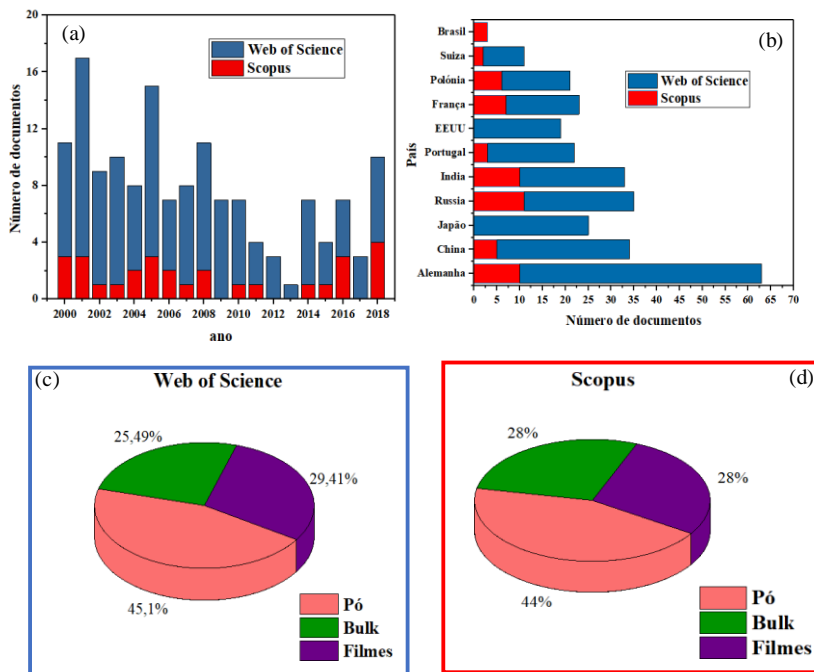 (a)
Web of Science
Scopus
Número de documentos
20
16
12
8
4
0
2000 2002 2004 2006 2008 2010 2012 2014 2016 2018
ano
(b)
Web of Science
Scopus
País
Brasil
Suiza
Polónia
França
EEUU
Portugal
India
Russia
Japão
China
Alemanha
0 5 10 15 20 25 30 35 40 45 50 55 60 65 70
Número de documentos
(c)
Web of Science
25,49%
29,41%
45,1%
Pó
Bulk
Filmes
(d)
Scopus
28%
28%
44%
Pó
Bulk
Filmes